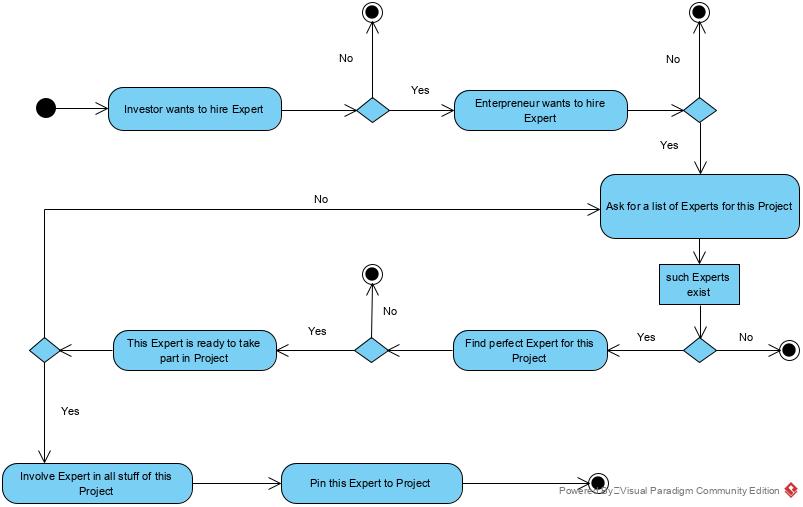 No
No
Yes
Investor wants to hire Expert
Enterpreneur wants to hire
Expert
Yes
No
Ask for a list of Experts for this Project
such Experts
exist
No
Yes
This Expert is ready to take
part in Project
Find perfect Expert for this
Project
Yes
No
Yes
Involve Expert in all stuff of this
Project
Pin this Expert to Project
Powered By Visual Paradigm Community Edition